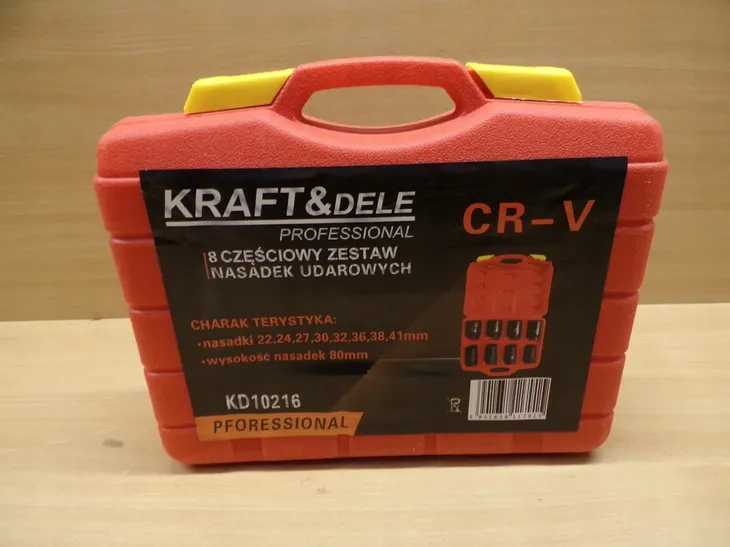 KRAFT&DELE
PROFESSIONAL
CR-V
8 CZĘŚCIOWY ZESTAW
NASADEK UDAROWYCH
CHARAK TERYSTYKA:
•nasadki 22,24,27,30,32,36,38,41mm
•wysokość nasadek 80mm
KD10216
PFORESSIONAL